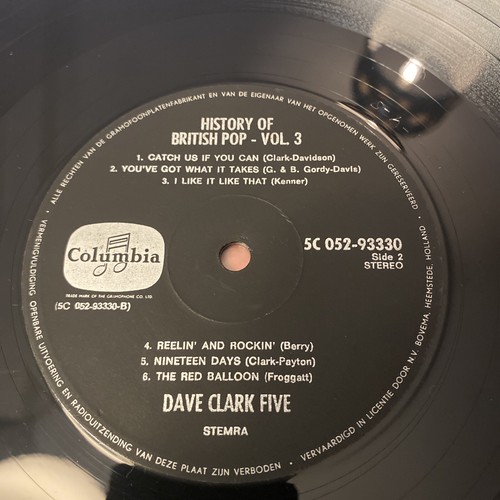 ALLE RECHTEN VAN DE GRAMOFOONPLATENFABRIKANT EN VAN DE EIGENAAR VAN HET OPGENOMEN WERK ZIJN GERESERVEERD ·
HISTORY OF
BRITISH POP - VOL. 3
1. CATCH US IF YOU CAN (Clark-Davidson)
2. YOU'VE GOT WHAT IT TAKES (G. & B. Gordy-Davis)
3. I LIKE IT LIKE THAT (Kenner)
Columbia
TRADE MARK OF THE GRAMOPHONE CO. LTD.
(5C 052-93330-B)
5C 052-93330
Side 2
STEREO
4. REELIN' AND ROCKIN' (Berry)
5. NINETEEN DAYS (Clark-Payton)
6. THE RED BALLOON (Froggatt)
DAVE CLARK FIVE
STEMRA
· VERMENIGVULDIGING OPENBARE UITVOERING EN RADIOUITZENDING VAN DEZE PLAAT ZIJN VERBODEN ·
VERVAARDIGD IN LICENTIE DOOR N.V. BOVEMA, HEEMSTEDE, HOLLAND